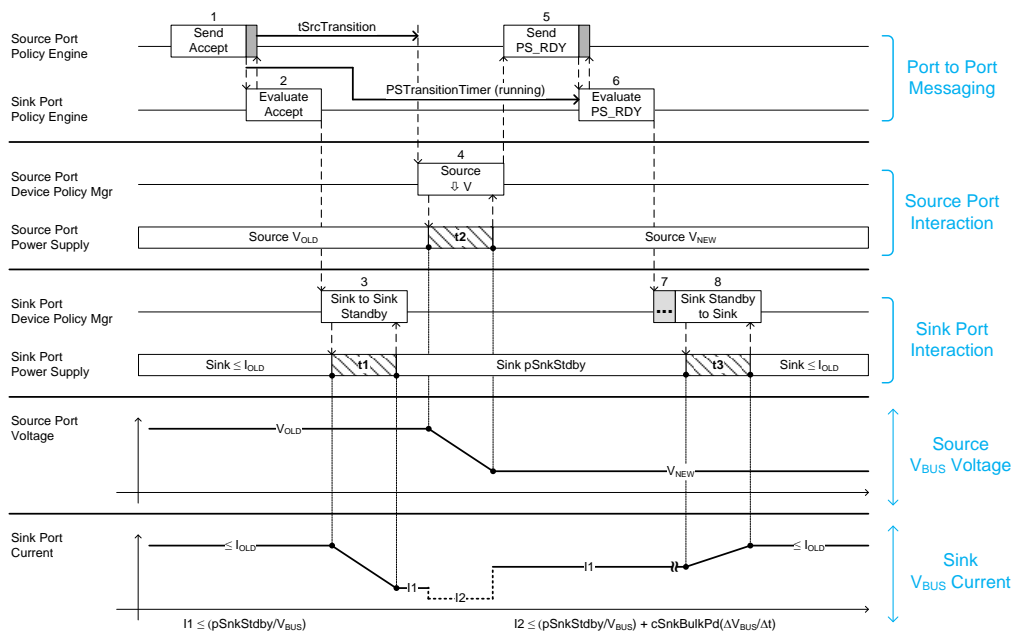 1
Send
Accept
tSrcTransition
5
Send
PS_RDY
Source Port
Policy Engine
2
Evaluate
Accept
PSTransitionTimer (running)
6
Evaluate
PS_RDY
Sink Port
Policy Engine
Port to Port
Messaging
4
Source
⇩ V
Source Port
Device Policy Mgr
Source Port
Power Supply
Source VOLD
t2
Source VNEW
Source Port
Interaction
3
Sink to Sink
Standby
7
...
8
Sink Standby
to Sink
Sink Port
Device Policy Mgr
Sink Port
Power Supply
Sink ≤ IOLD
t1
Sink pSnkStdby
t3
Sink ≤ IOLD
Sink Port
Interaction
Source Port
Voltage
VOLD
VNEW
Source
VBUS Voltage
Sink Port
Current
≤ IOLD
I1
I2
I1
≤ IOLD
Sink
VBUS Current
I1 ≤ (pSnkStdby/VBUS)
I2 ≤ (pSnkStdby/VBUS) + cSnkBulkPd(ΔVBUS/Δt)